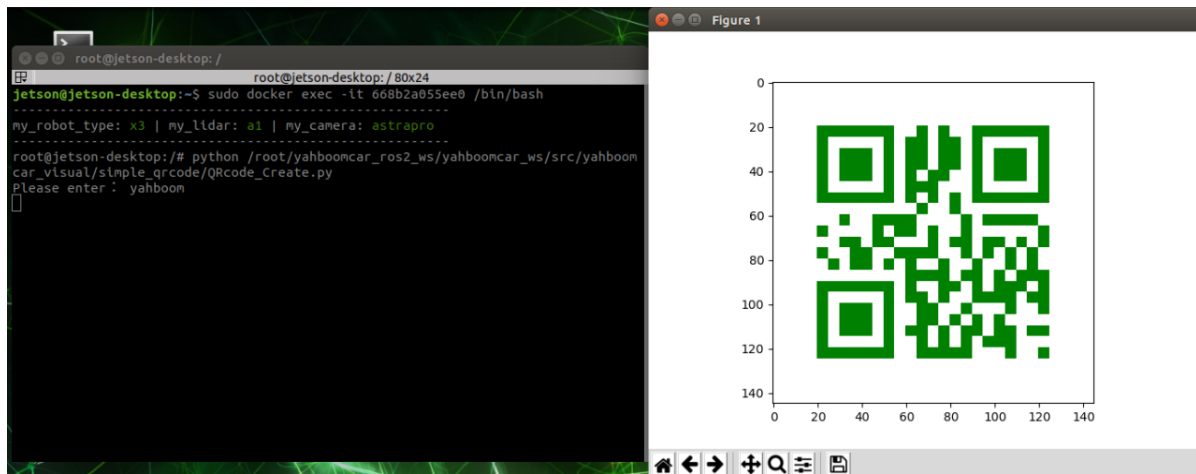 root@jetson-desktop: /
root@jetson-desktop: / 80x24
jetson@jetson-desktop:~$ sudo docker exec -it 668b2a055ee0 /bin/bash
-------------------------------------------------------
my_robot_type: x3 | my_lidar: a1 | my_camera: astrapro
-------------------------------------------------------
root@jetson-desktop:/# python /root/yahboomcar_ros2_ws/yahboomcar_ws/src/yahboom
car_visual/simple_qrcode/QRcode_Create.py
Please enter： yahboom
Figure 1
0
20
40
60
80
100
120
140
0 20 40 60 80 100 120 140